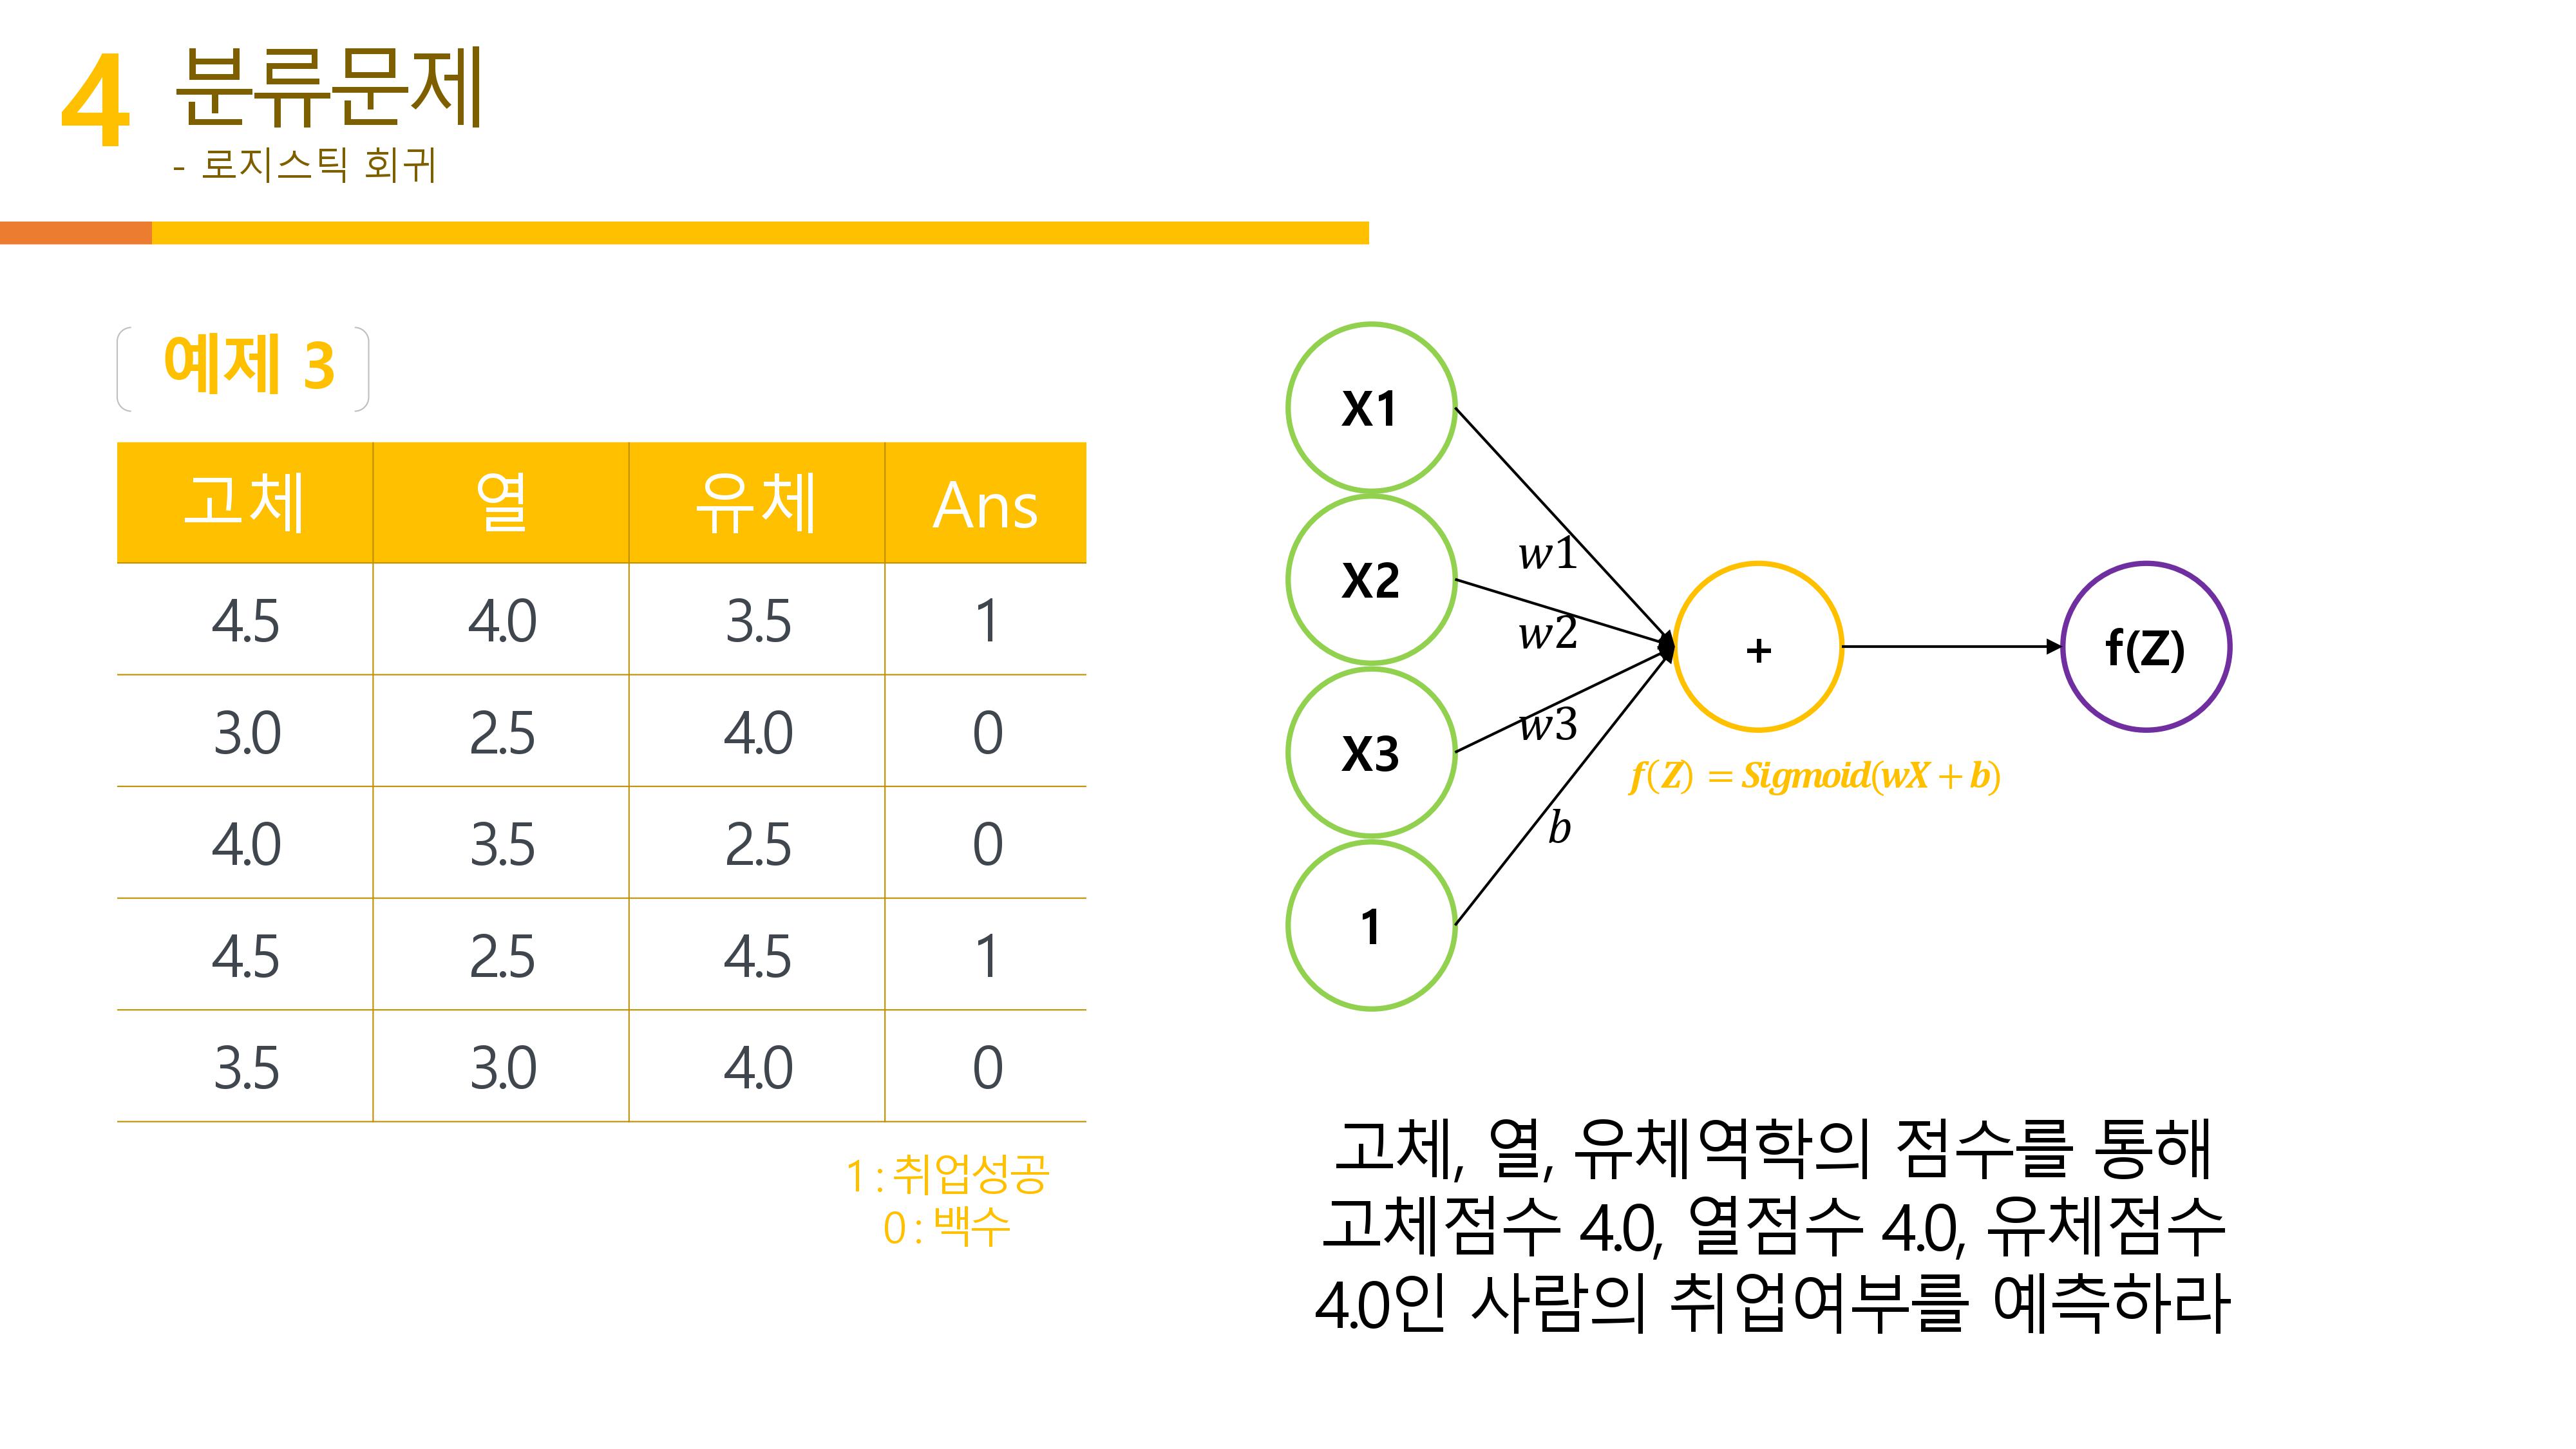 4
분류문제
- 로지스틱 회귀
예제 3
고체 열 유체 Ans
4.5 4.0 3.5 1
3.0 2.5 4.0 0
4.0 3.5 2.5 0
4.5 2.5 4.5 1
3.5 3.0 4.0 0
1 : 취업성공
0 : 백수
X1
X2
X3
1
w1
w2
w3
b
+
f(Z)
f(Z) = Sigmoid(wX + b)
고체, 열, 유체역학의 점수를 통해
고체점수 4.0, 열점수 4.0, 유체점수
4.0인 사람의 취업여부를 예측하라